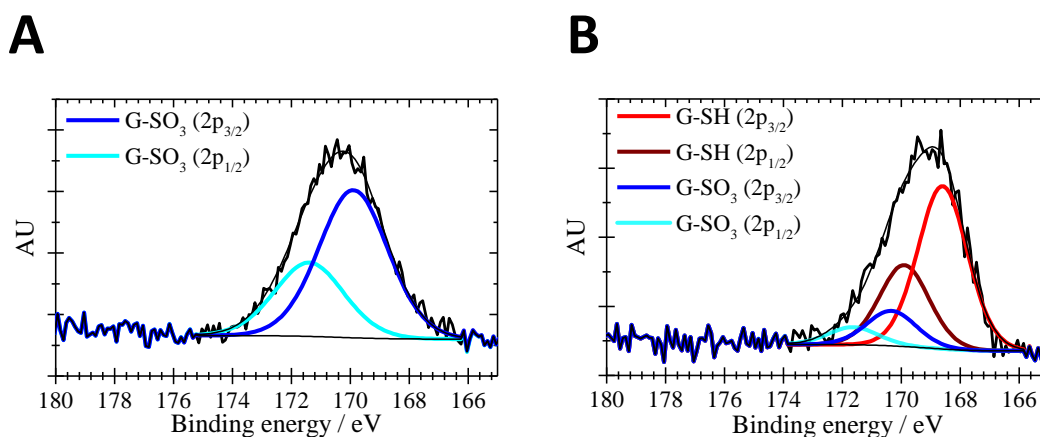 A
G-SO3 (2p3/2)
G-SO3 (2p1/2)
AU
180 178 176 174 172 170 168 166
Binding energy / eV
B
G-SH (2p3/2)
G-SH (2p1/2)
G-SO3 (2p3/2)
G-SO3 (2p1/2)
AU
180 178 176 174 172 170 168 166
Binding energy / eV